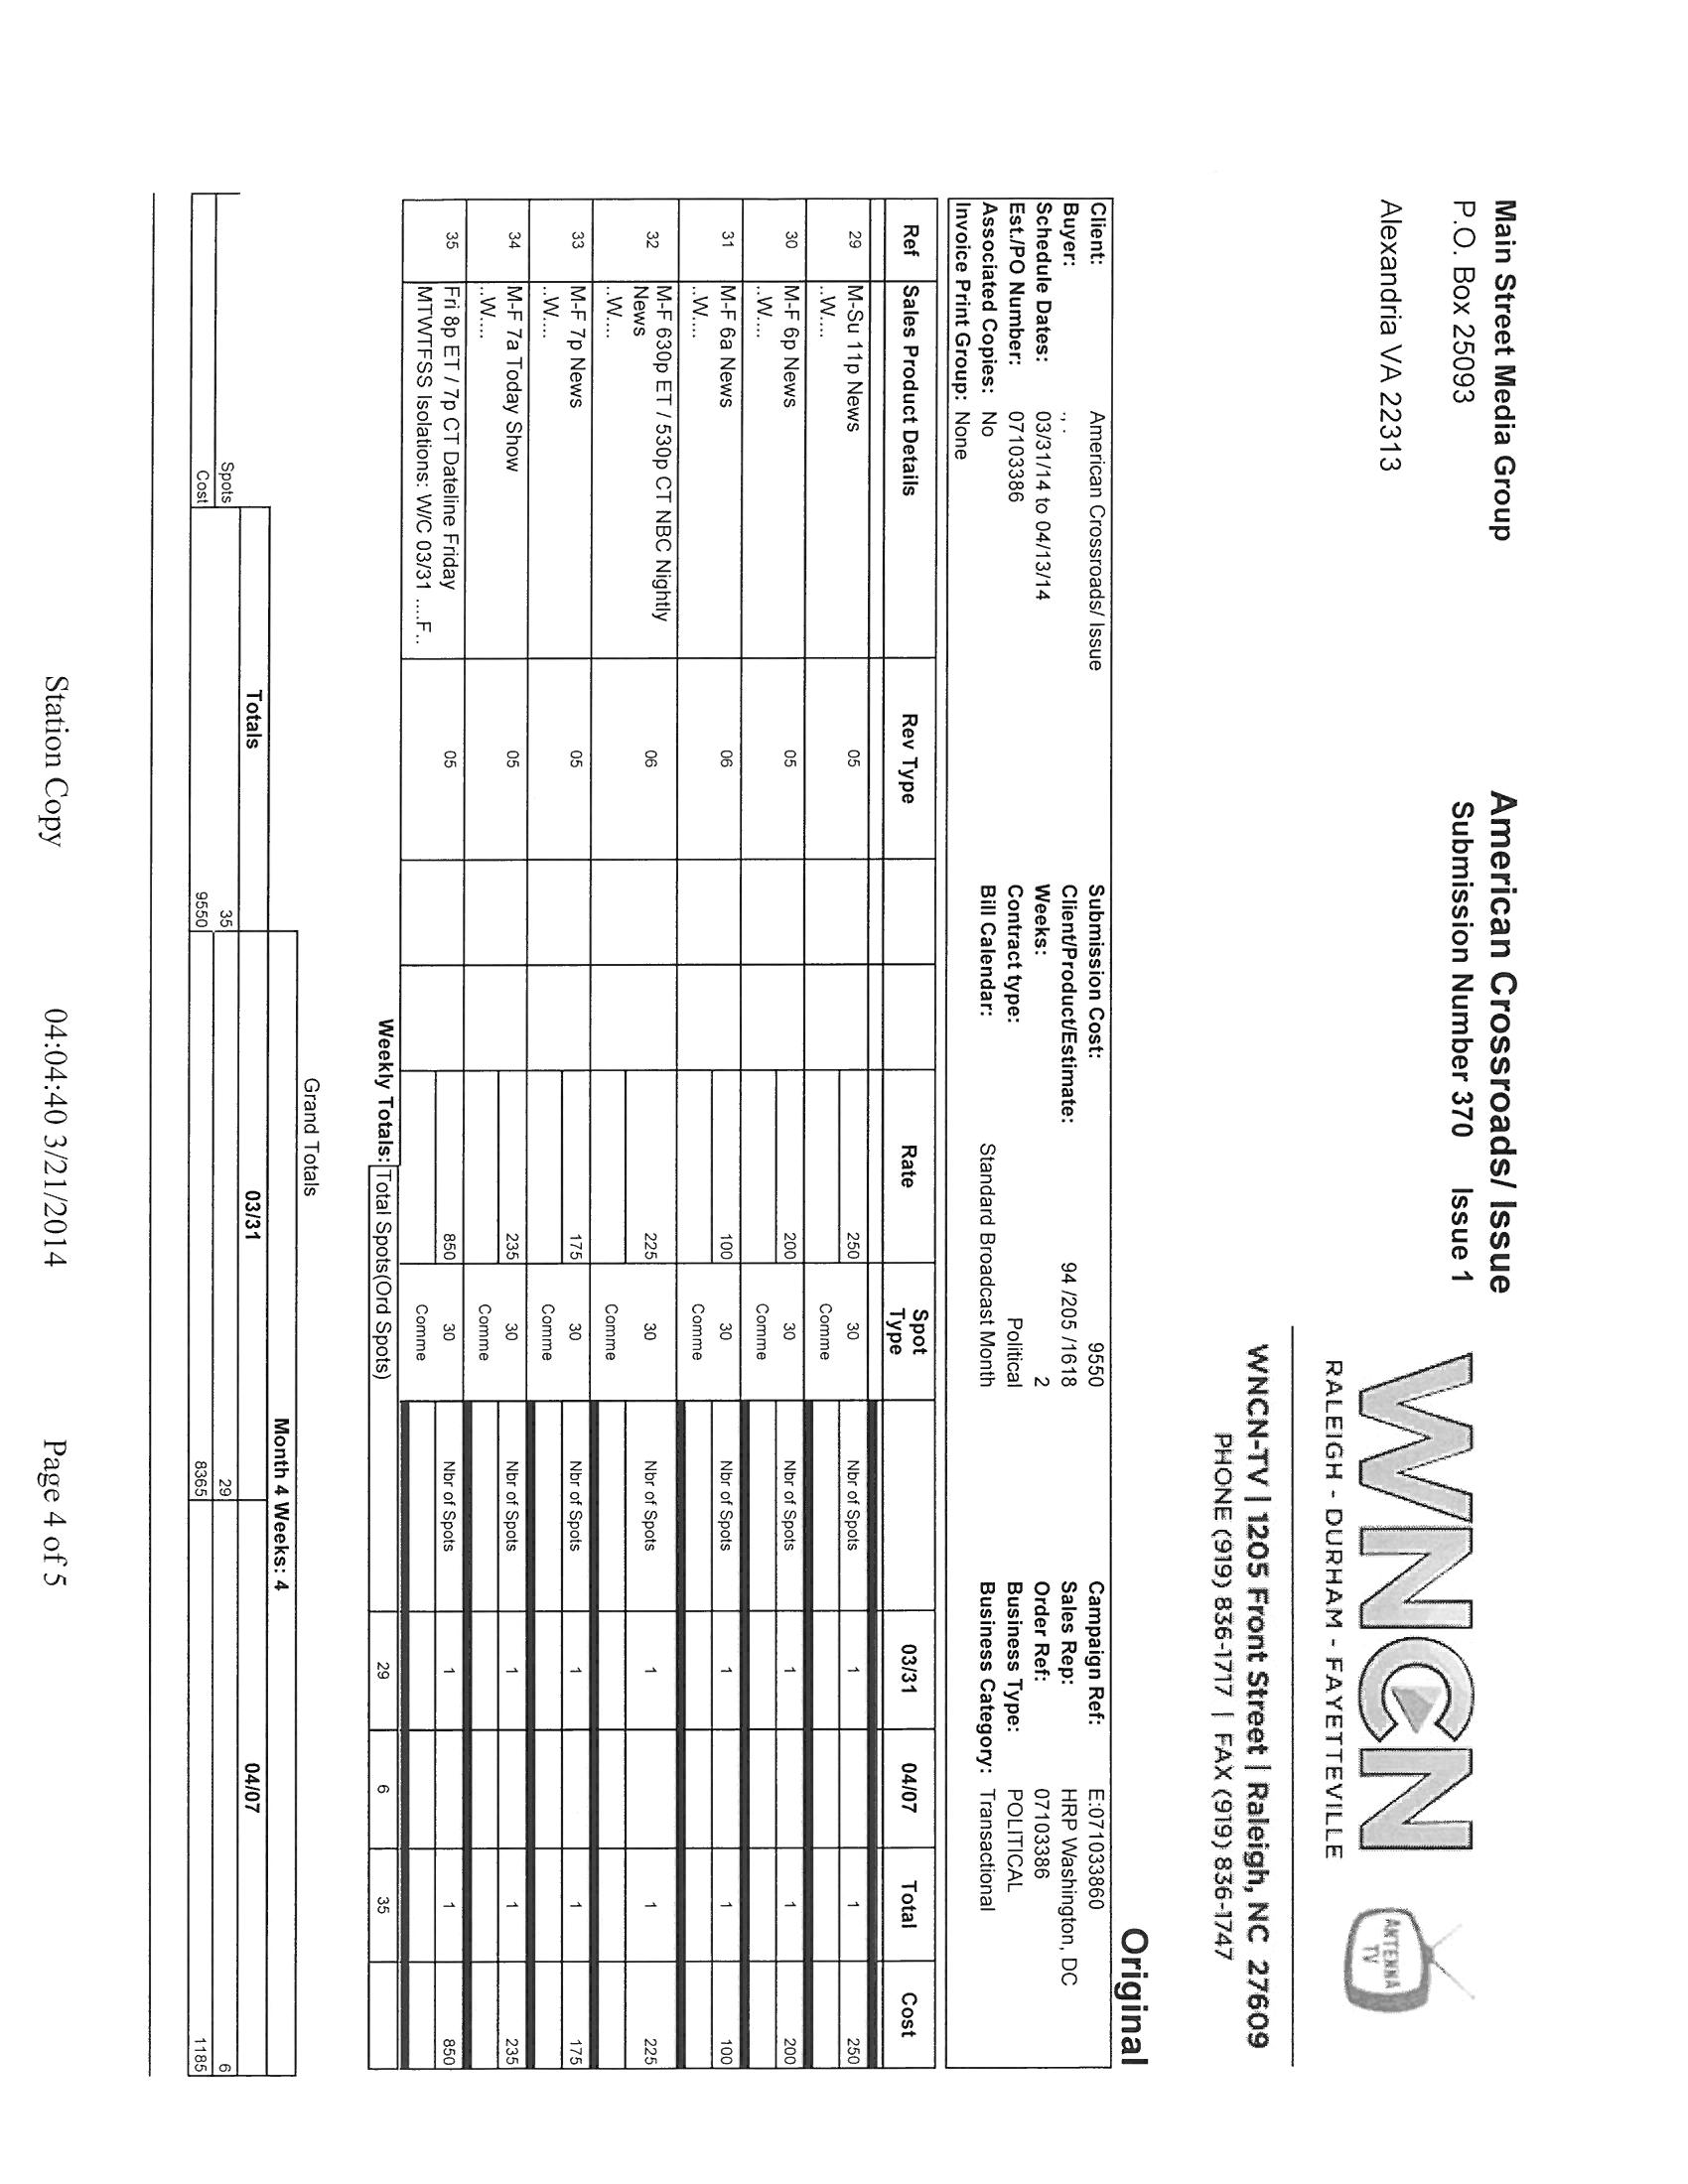 Main Street Media Group
P.O. Box 25093
Alexandria VA 22313
American Crossroads/ Issue
Submission Number 370 Issue 1
WNCN
RALEIGH - DURHAM - FAYETTEVILLE
ANTENNA TV
WNCN-TV | 1205 Front Street | Raleigh, NC 27609
PHONE (919) 836-1717 | FAX (919) 836-1747
Original
Client: American Crossroads/ Issue Submission Cost: 9550 Campaign Ref: E:071033860
Buyer: , . Client/Product/Estimate: 94 /205 /1618 Sales Rep: HRP Washington, DC
Schedule Dates: 03/31/14 to 04/13/14 Weeks: 2 Order Ref: 07103386
Est./PO Number: 07103386 Contract type: Political Business Type: POLITICAL
Associated Copies: No Bill Calendar: Standard Broadcast Month Business Category: Transactional
Invoice Print Group: None
Ref Sales Product Details Rev Type Rate Spot Type 03/31 04/07 Total Cost
29 M-Su 11p News 05 250 30 Nbr of Spots 1 1 250
..W.... Comme
30 M-F 6p News 05 200 30 Nbr of Spots 1 1 200
..W.... Comme
31 M-F 6a News 06 100 30 Nbr of Spots 1 1 100
..W.... Comme
32 M-F 630p ET / 530p CT NBC Nightly 06 225 30 Nbr of Spots 1 1 225
News
..W.... Comme
33 M-F 7p News 05 175 30 Nbr of Spots 1 1 175
..W.... Comme
34 M-F 7a Today Show 05 235 30 Nbr of Spots 1 1 235
..W.... Comme
35 Fri 8p ET / 7p CT Dateline Friday 05 850 30 Nbr of Spots 1 1 850
MTWTFSS Isolations: W/C 03/31 ....F.. Comme
Weekly Totals: Total Spots(Ord Spots) 29 6 35
Grand Totals
Month 4 Weeks: 4
Totals 03/31 04/07
Spots 35 29 6
Cost 9550 8365 1185
Station Copy 04:04:40 3/21/2014 Page 4 of 5